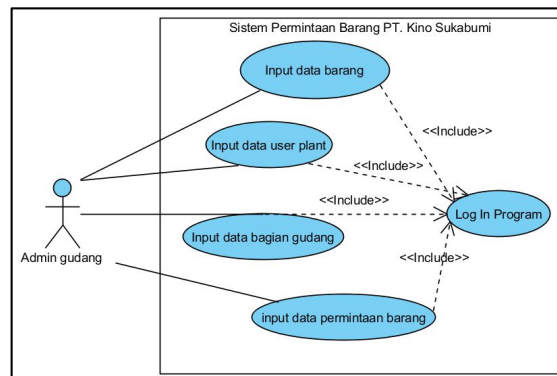 Sistem Permintaan Barang PT. Kino Sukabumi
Input data barang
<<Include>>
Input data user plant
<<Include>>
<<Include>>
Log In Program
Admin gudang
Input data bagian gudang
<<Include>>
input data permintaan barang